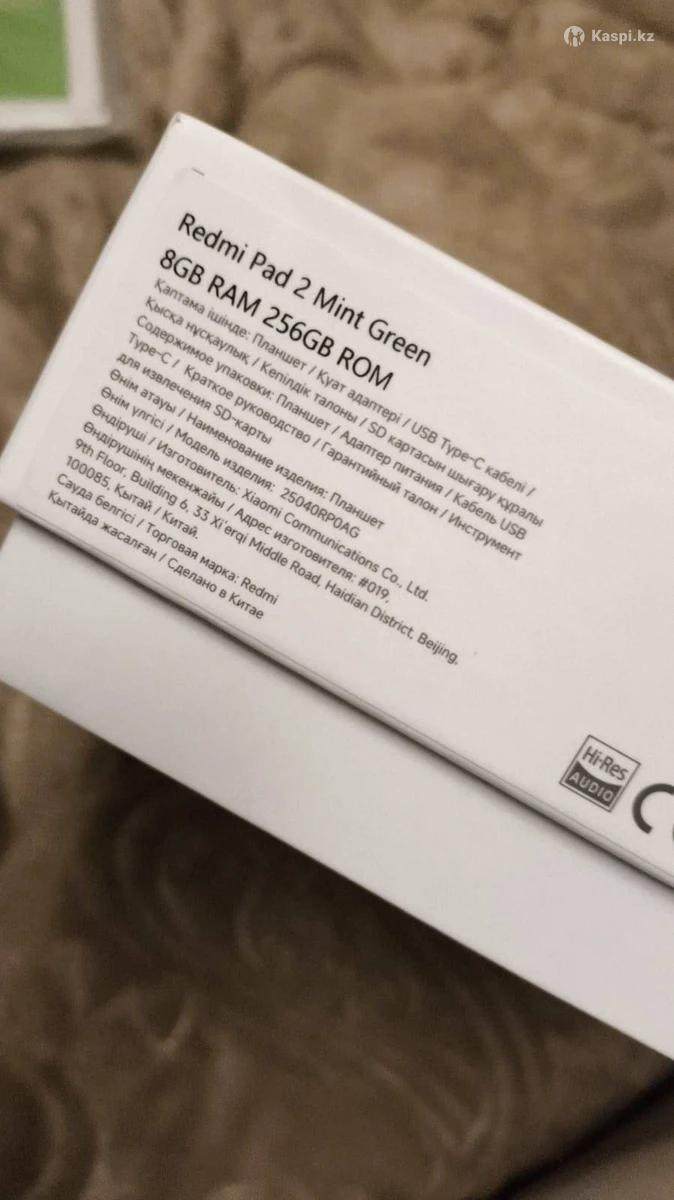 Kaspi.kz
Redmi Pad 2 Mint Green
8GB RAM 256GB ROM
Қаптама ішінде: Планшет / Қуат адаптері / USB Type-C кабелі /
Қысқа нұсқаулық / Кепілдік талоны / SD картасын шығару құралы
Содержимое упаковки: Планшет / Адаптер питания / Кабель USB
Type-C / Краткое руководство / Гарантийный талон / Инструмент
для извлечения SD-карты
Өнім атауы / Наименование изделия: Планшет
Өнім үлгісі / Модель изделия: 25040RP0AG
Өндіруші / Изготовитель: Xiaomi Communications Co., Ltd.
Өндірушінің мекенжайы / Адрес изготовителя: #019,
9th Floor, Building 6, 33 Xi'erqi Middle Road, Haidian District, Beijing,
100085, Қытай / Китай.
Сауда белгісі / Торговая марка: Redmi
Қытайда жасалған / Сделано в Китае
Hi-Res
AUDIO